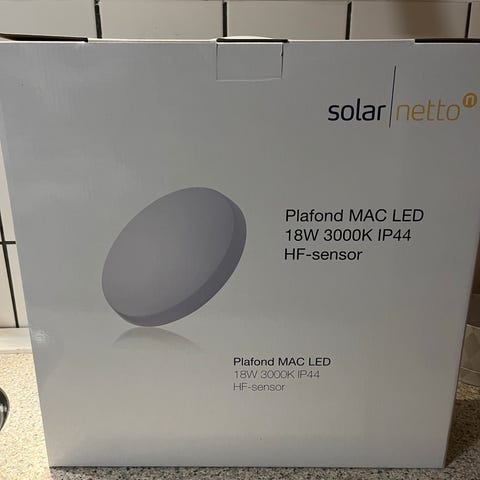 solar netto n
Plafond MAC LED
18W 3000K IP44
HF-sensor
Plafond MAC LED
18W 3000K IP44
HF-sensor